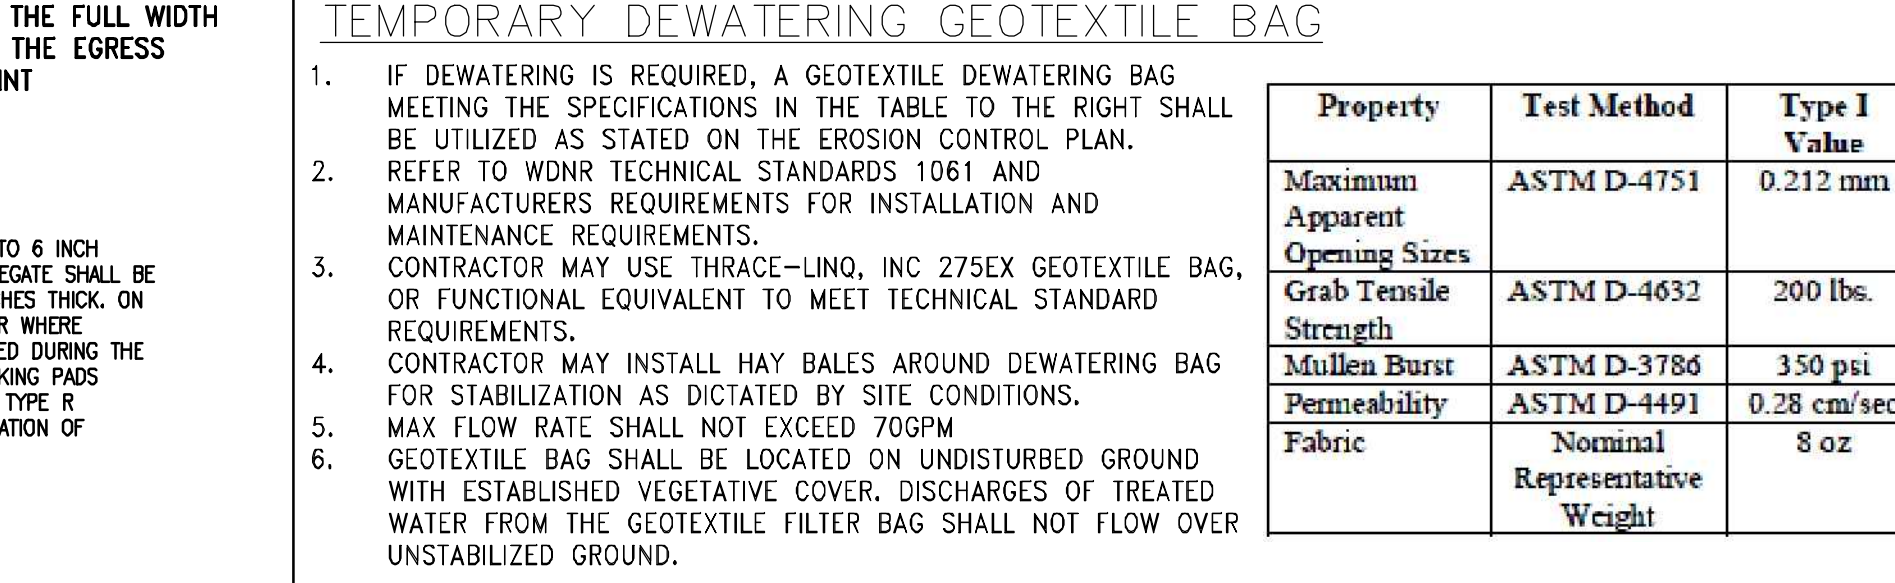 THE FULL WIDTH
THE EGRESS
INT
TO 6 INCH
EGATE SHALL BE
CHES THICK. ON
R WHERE
ED DURING THE
KING PADS
TYPE R
ATION OF
TEMPORARY DEWATERING GEOTEXTILE BAG
1. IF DEWATERING IS REQUIRED, A GEOTEXTILE DEWATERING BAG
MEETING THE SPECIFICATIONS IN THE TABLE TO THE RIGHT SHALL
BE UTILIZED AS STATED ON THE EROSION CONTROL PLAN.
2. REFER TO WDNR TECHNICAL STANDARDS 1061 AND
MANUFACTURERS REQUIREMENTS FOR INSTALLATION AND
MAINTENANCE REQUIREMENTS.
3. CONTRACTOR MAY USE THRACE-LINQ, INC 275EX GEOTEXTILE BAG,
OR FUNCTIONAL EQUIVALENT TO MEET TECHNICAL STANDARD
REQUIREMENTS.
4. CONTRACTOR MAY INSTALL HAY BALES AROUND DEWATERING BAG
FOR STABILIZATION AS DICTATED BY SITE CONDITIONS.
5. MAX FLOW RATE SHALL NOT EXCEED 70GPM
6. GEOTEXTILE BAG SHALL BE LOCATED ON UNDISTURBED GROUND
WITH ESTABLISHED VEGETATIVE COVER. DISCHARGES OF TREATED
WATER FROM THE GEOTEXTILE FILTER BAG SHALL NOT FLOW OVER
UNSTABILIZED GROUND.
Property Test Method Type I
Value
Maximum ASTM D-4751 0.212 mm
Apparent
Opening Sizes
Grab Tensile ASTM D-4632 200 lbs.
Strength
Mullen Burst ASTM D-3786 350 psi
Permeability ASTM D-4491 0.28 cm/sec
Fabric Nominal 8 oz
Representative
Weight